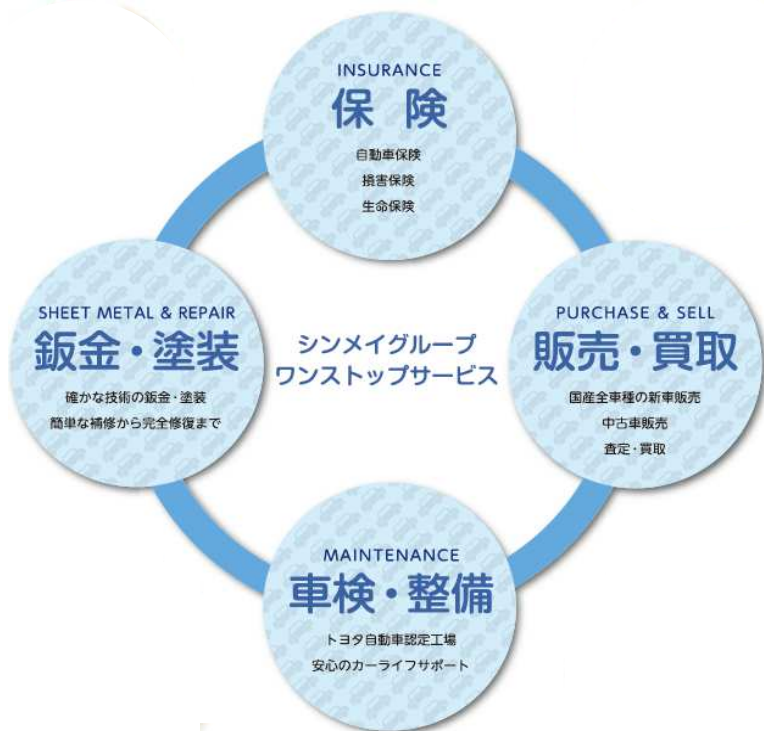 INSURANCE
保険
自動車保険
損害保険
生命保険
SHEET METAL & REPAIR
鈑金・塗装
確かな技術の鈑金・塗装
簡単な補修から完全修復まで
シンメイグループ
ワンストップサービス
PURCHASE & SELL
販売・買取
国産全車種の新車販売
中古車販売
査定・買取
MAINTENANCE
車検・整備
トヨタ自動車認定工場
安心のカーライフサポート